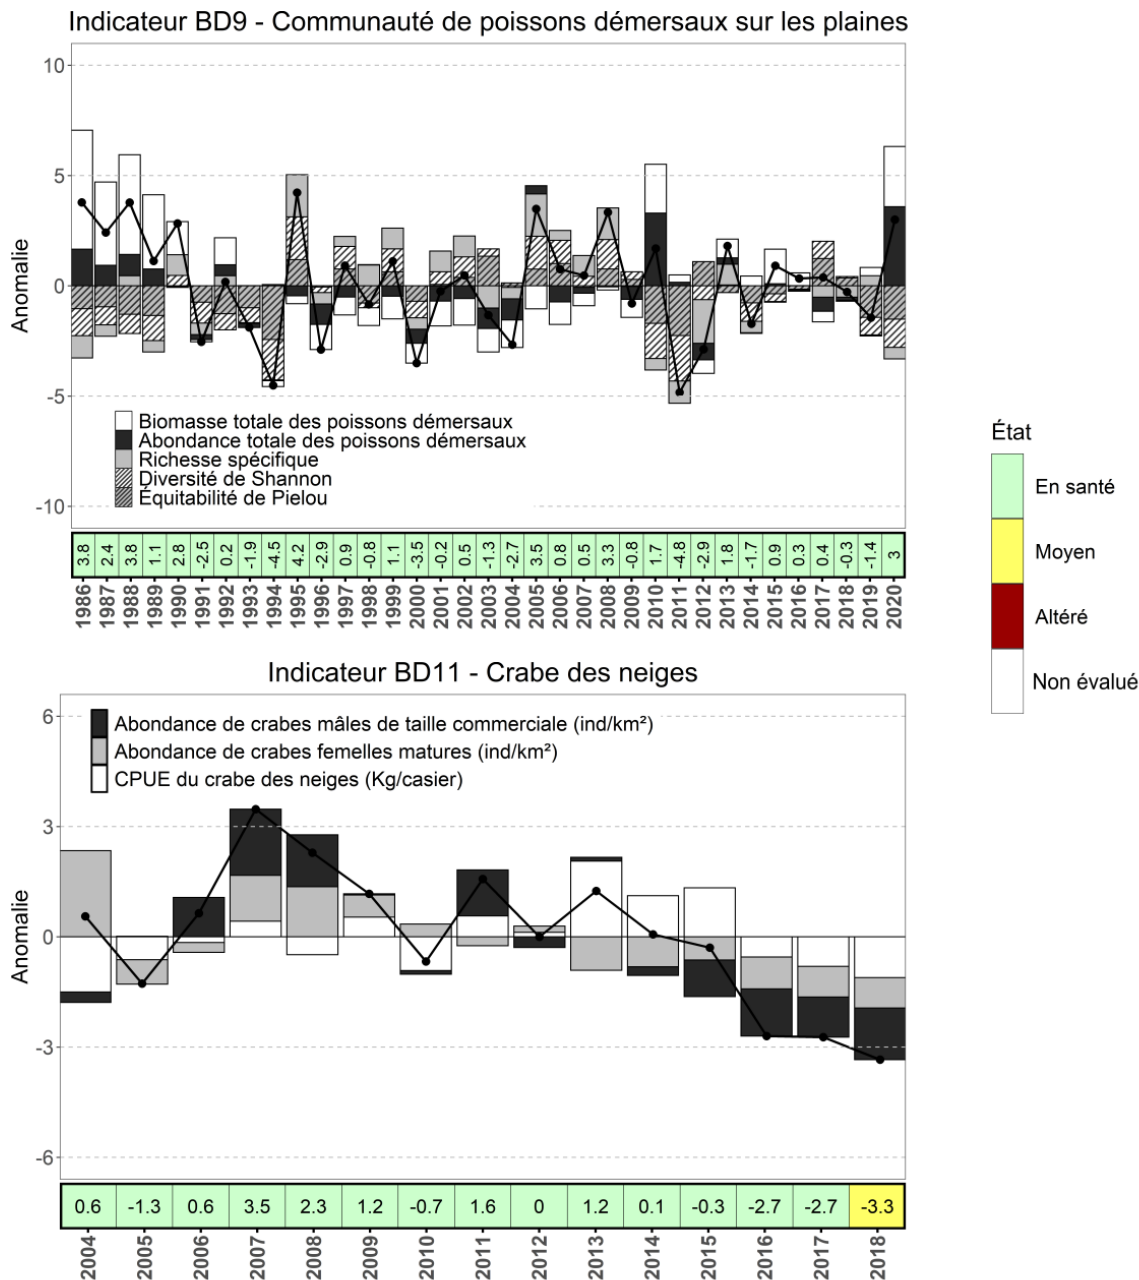 Indicateur BD9 - Communauté de poissons démersaux sur les plaines
10
5
0
-5
-10
Anomalie
Biomasse totale des poissons démersaux
Abondance totale des poissons démersaux
Richesse spécifique
Diversité de Shannon
Équitabilité de Pielou
3.8 2.4 3.8 1.1 2.8 -2.5 0.2 -1.9 -4.5 4.2 -2.9 0.9 -0.8 1.1 -3.5 -0.2 0.5 -1.3 -2.7 3.5 0.8 0.5 3.3 -0.8 1.7 -4.8 -2.9 1.8 -1.7 0.9 0.3 0.4 -0.3 -1.4 3
1986 1987 1988 1989 1990 1991 1992 1993 1994 1995 1996 1997 1998 1999 2000 2001 2002 2003 2004 2005 2006 2007 2008 2009 2010 2011 2012 2013 2014 2015 2016 2017 2018 2019 2020
État
En santé
Moyen
Altéré
Non évalué
Indicateur BD11 - Crabe des neiges
6
3
0
-3
-6
Anomalie
Abondance de crabes mâles de taille commerciale (ind/km²)
Abondance de crabes femelles matures (ind/km²)
CPUE du crabe des neiges (Kg/casier)
0.6 -1.3 0.6 3.5 2.3 1.2 -0.7 1.6 0 1.2 0.1 -0.3 -2.7 -2.7 -3.3
2004 2005 2006 2007 2008 2009 2010 2011 2012 2013 2014 2015 2016 2017 2018